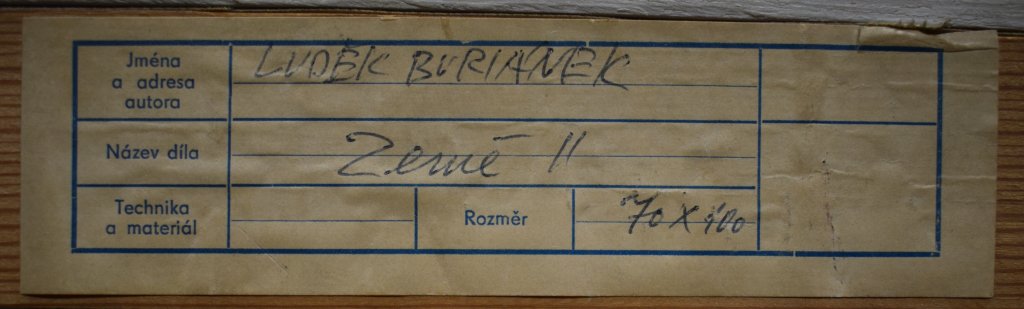 Jména
a adresa
autora
LUDĚK BURIANEK
Název díla
Země II
Technika
a materiál
Rozměr
70 x 100